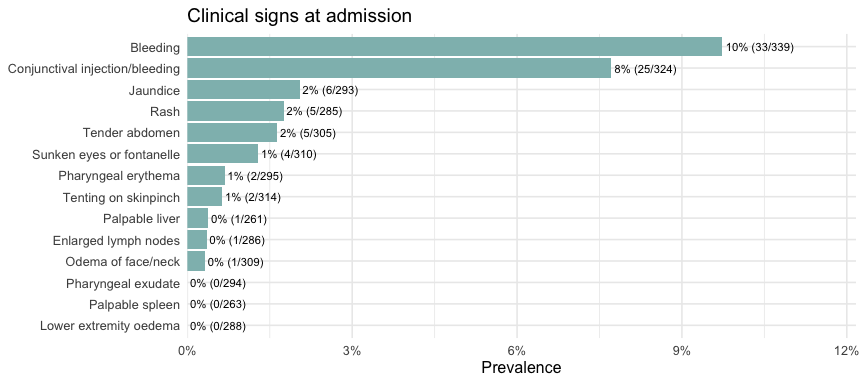 Clinical signs at admission
Bleeding 10% (33/339)
Conjunctival injection/bleeding 8% (25/324)
Jaundice 2% (6/293)
Rash 2% (5/285)
Tender abdomen 2% (5/305)
Sunken eyes or fontanelle 1% (4/310)
Pharyngeal erythema 1% (2/295)
Tenting on skinpinch 1% (2/314)
Palpable liver 0% (1/261)
Enlarged lymph nodes 0% (1/286)
Odema of face/neck 0% (1/309)
Pharyngeal exudate 0% (0/294)
Palpable spleen 0% (0/263)
Lower extremity oedema 0% (0/288)
0% 3% 6% 9% 12%
Prevalence